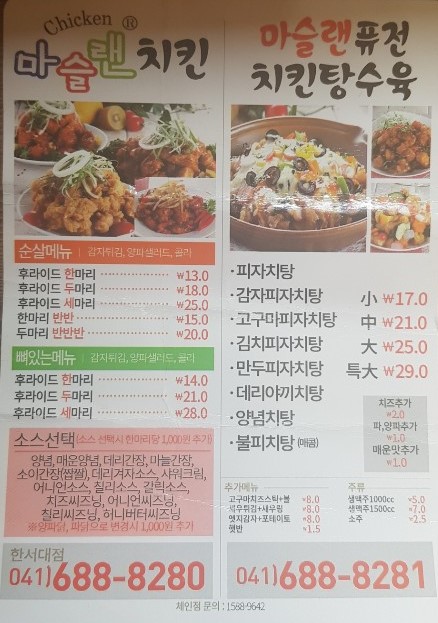 Chicken ®
마슬랜 치킨
순살메뉴 | 감자튀김, 양파샐러드, 콜라
후라이드 한마리 ₩13.0
후라이드 두마리 ₩18.0
후라이드 세마리 ₩25.0
한마리 반반 ₩15.0
두마리 반반반 ₩20.0
뼈있는메뉴 | 감자튀김, 양파샐러드, 콜라
후라이드 한마리 ₩14.0
후라이드 두마리 ₩21.0
후라이드 세마리 ₩28.0
소스선택 (소스 선택시 한마리당 1,000원 추가)
양념, 매운양념, 데리간장, 마늘간장,
소이간장(짭짤), 데리겨자소스, 샤워크림,
어니언소스, 칠리소스, 갈릭소스,
치즈씨즈닝, 어니언씨즈닝,
칠리씨즈닝, 허니버터씨즈닝
※양파닭, 파닭으로 변경시 1,000원 추가
한서대점
041) 688-8280
마슬랜퓨전
치킨탕수육
·피자치탕
·감자피자치탕
·고구마피자치탕
·김치피자치탕
·만두피자치탕
·데리야끼치탕
·양념치탕
·불피치탕 (매콤)
小 ₩17.0
中 ₩21.0
大 ₩25.0
特大 ₩29.0
치즈추가
₩2.0
파,양파추가
₩1.0
매운맛추가
₩1.0
추가메뉴
고구마치즈스틱+볼 ₩8.0
새우튀김+새우링 ₩8.0
웻지감자+포테이토 ₩8.0
햇반 ₩1.5
주류
생맥주1000cc ₩5.0
생맥주1500cc ₩7.0
소주 ₩2.5
041) 688-8281
체인점 문의 : 1588-9642